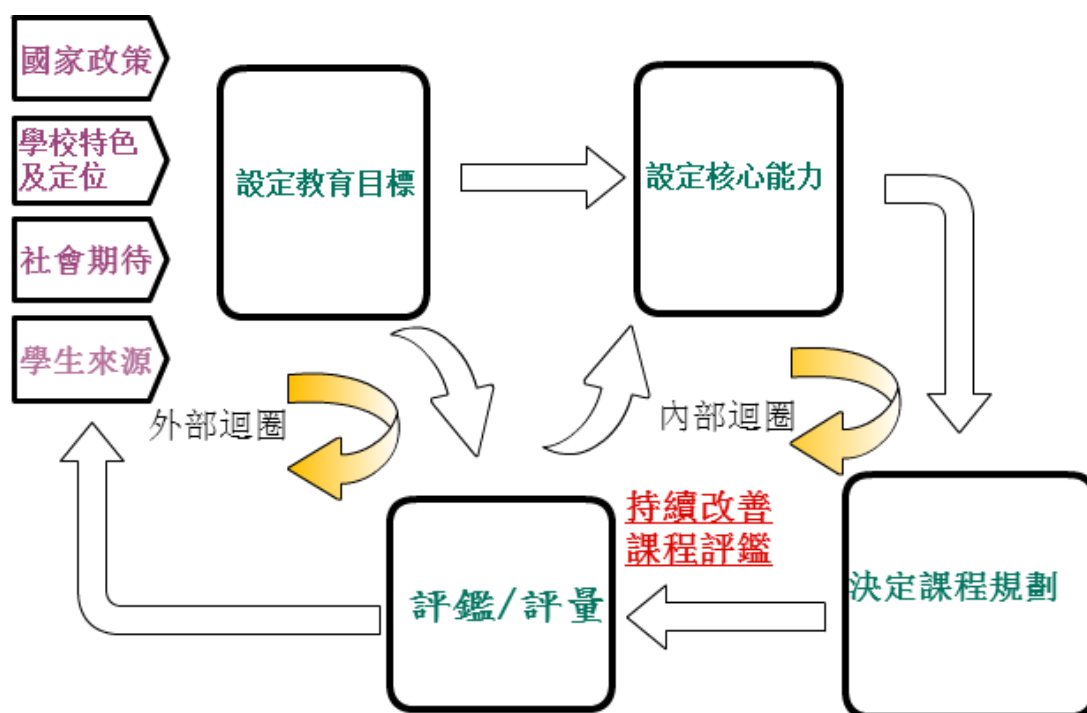 國家政策
學校特色
及定位
社會期待
學生來源
設定教育目標
設定核心能力
外部迴圈
內部迴圈
持續改善
課程評鑑
評鑑/評量
決定課程規劃